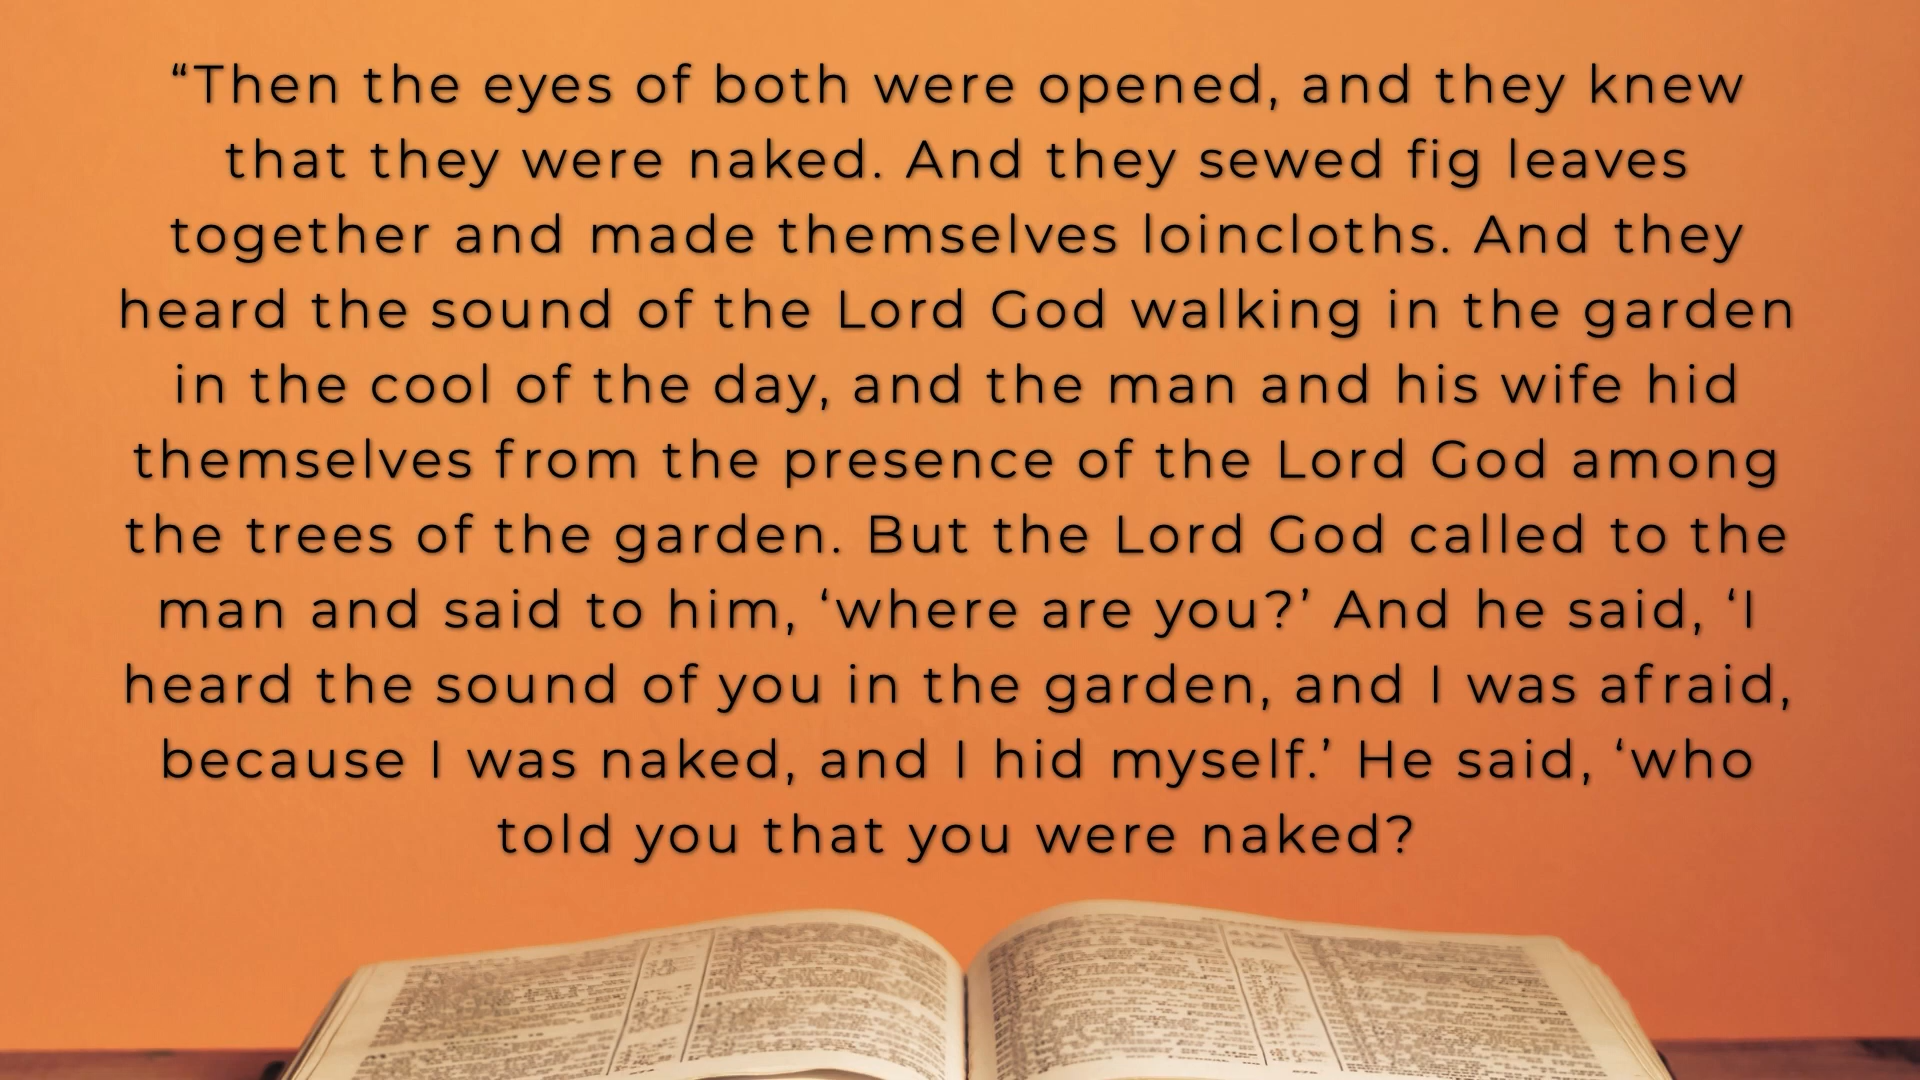 “Then the eyes of both were opened, and they knew
that they were naked. And they sewed fig leaves
together and made themselves loincloths. And they
heard the sound of the Lord God walking in the garden
in the cool of the day, and the man and his wife hid
themselves from the presence of the Lord God among
the trees of the garden. But the Lord God called to the
man and said to him, ‘where are you?’ And he said, ‘I
heard the sound of you in the garden, and I was afraid,
because I was naked, and I hid myself.’ He said, ‘who
told you that you were naked?